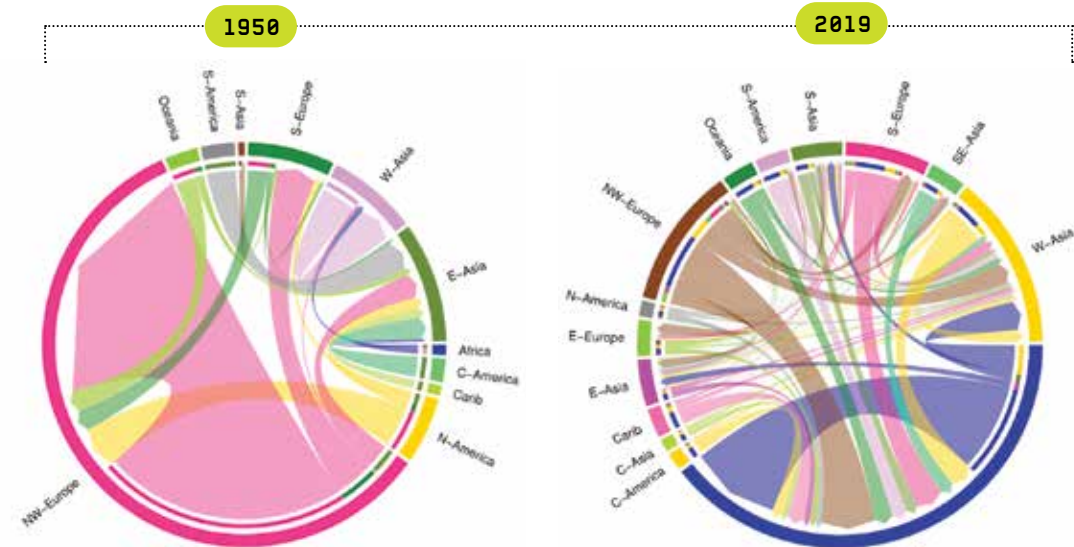 1950
2019
Oceania
S-America
S-Asia
S-Europe
W-Asia
E-Asia
Africa
C-America
Carib
N-America
NW-Europe
Oceania
S-America
S-Asia
S-Europe
SE-Asia
W-Asia
NW-Europe
N-America
E-Europe
E-Asia
Carib
C-Asia
C-America